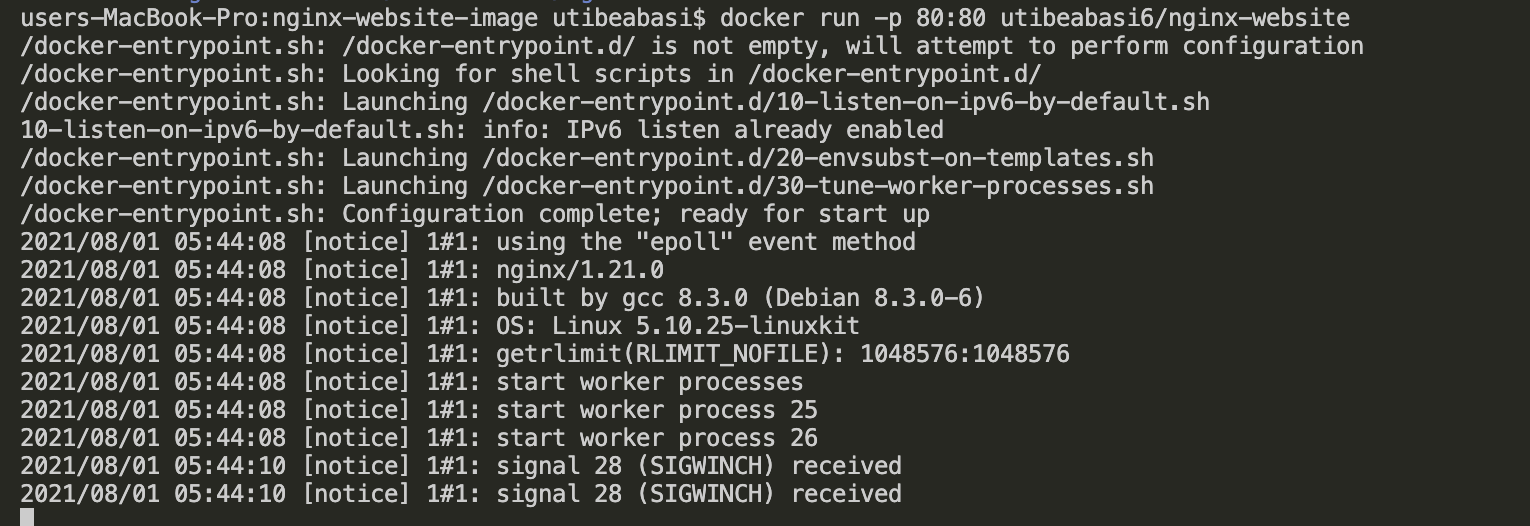 users-MacBook-Pro:nginx-website-image utibeabasi$ docker run -p 80:80 utibeabasi6/nginx-website
/docker-entrypoint.sh: /docker-entrypoint.d/ is not empty, will attempt to perform configuration
/docker-entrypoint.sh: Looking for shell scripts in /docker-entrypoint.d/
/docker-entrypoint.sh: Launching /docker-entrypoint.d/10-listen-on-ipv6-by-default.sh
10-listen-on-ipv6-by-default.sh: info: IPv6 listen already enabled
/docker-entrypoint.sh: Launching /docker-entrypoint.d/20-envsubst-on-templates.sh
/docker-entrypoint.sh: Launching /docker-entrypoint.d/30-tune-worker-processes.sh
/docker-entrypoint.sh: Configuration complete; ready for start up
2021/08/01 05:44:08 [notice] 1#1: using the "epoll" event method
2021/08/01 05:44:08 [notice] 1#1: nginx/1.21.0
2021/08/01 05:44:08 [notice] 1#1: built by gcc 8.3.0 (Debian 8.3.0-6)
2021/08/01 05:44:08 [notice] 1#1: OS: Linux 5.10.25-linuxkit
2021/08/01 05:44:08 [notice] 1#1: getrlimit(RLIMIT_NOFILE): 1048576:1048576
2021/08/01 05:44:08 [notice] 1#1: start worker processes
2021/08/01 05:44:08 [notice] 1#1: start worker process 25
2021/08/01 05:44:08 [notice] 1#1: start worker process 26
2021/08/01 05:44:10 [notice] 1#1: signal 28 (SIGWINCH) received
2021/08/01 05:44:10 [notice] 1#1: signal 28 (SIGWINCH) received